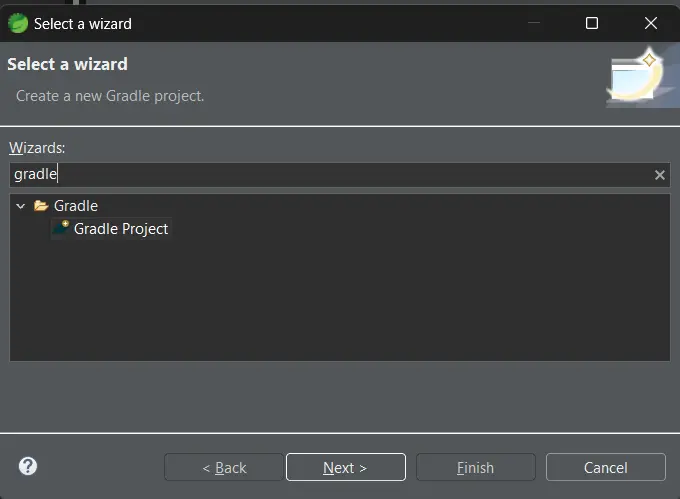 Select a wizard
Select a wizard
Create a new Gradle project.
Wizards:
gradle
Gradle
Gradle Project
< Back Next > Finish Cancel